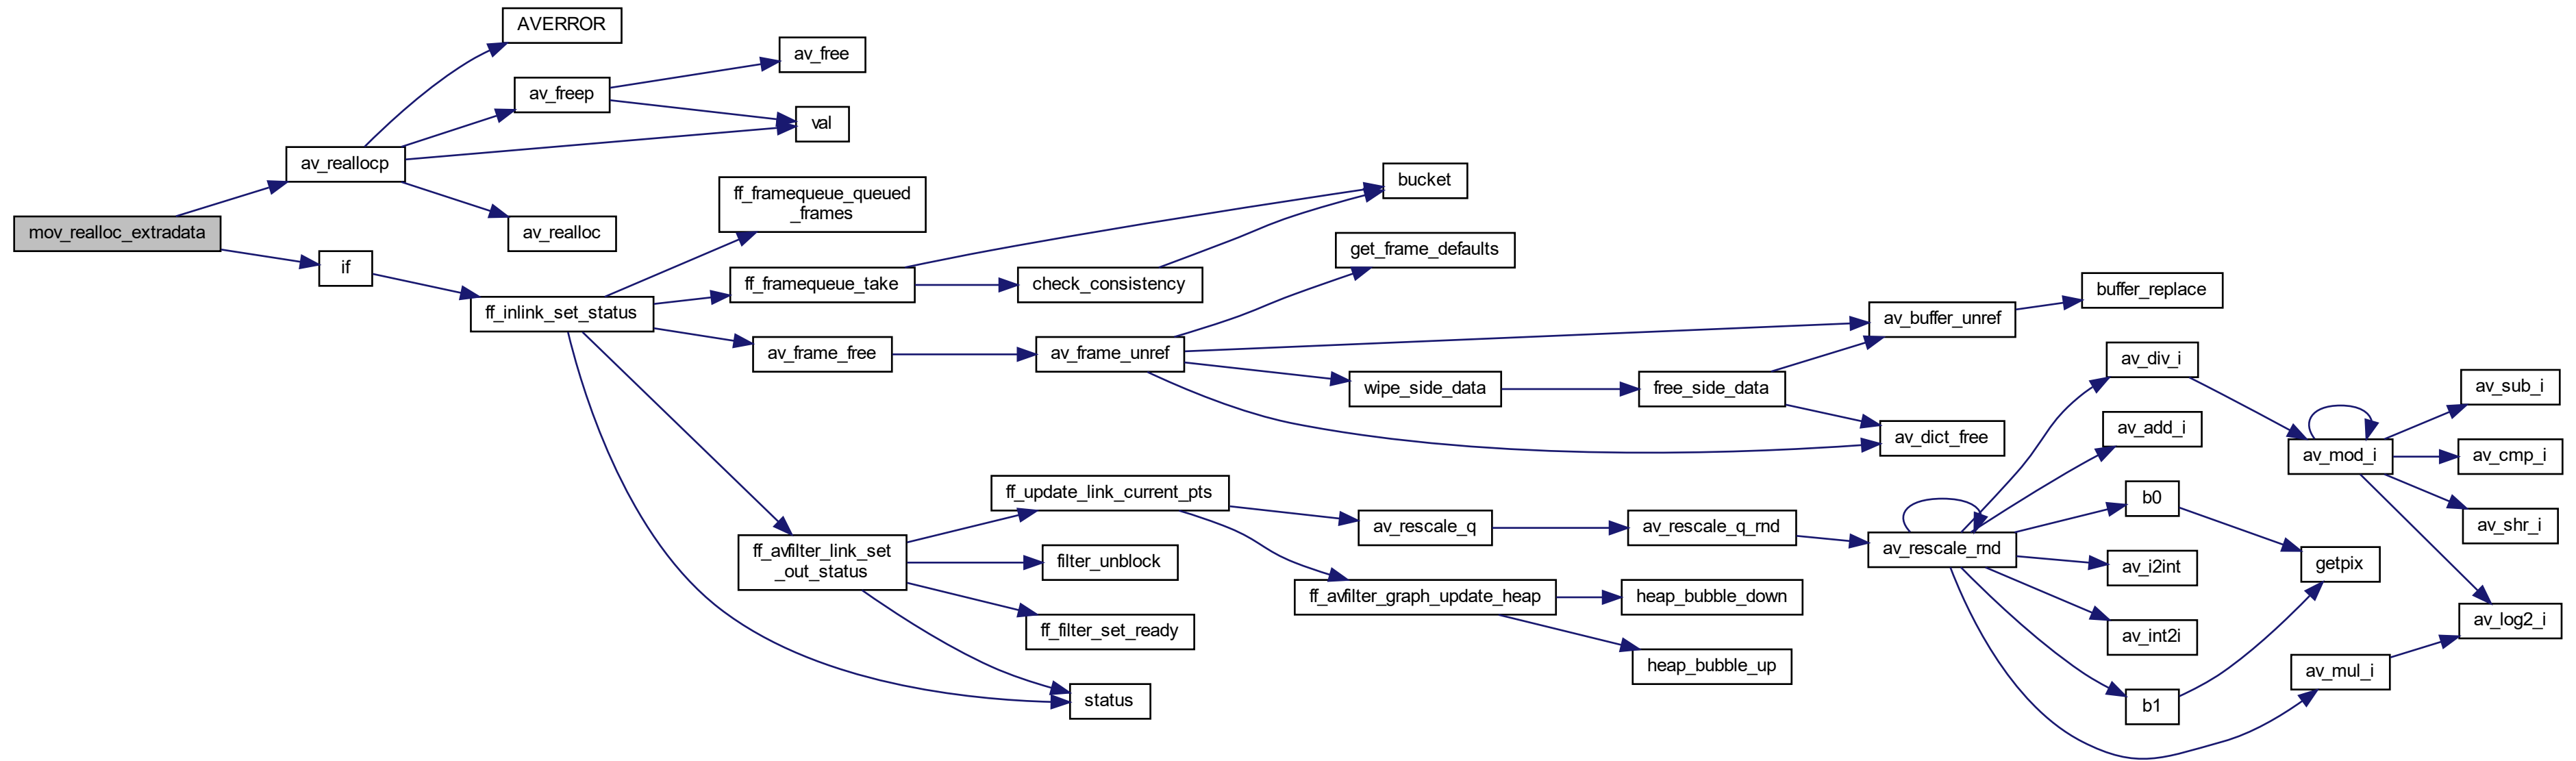 mov_realloc_extradata
av_reallocp
if
AVERROR
av_freep
av_realloc
av_free
val
ff_inlink_set_status
ff_framequeue_queued
_frames
ff_framequeue_take
av_frame_free
ff_avfilter_link_set
_out_status
check_consistency
av_frame_unref
ff_update_link_current_pts
filter_unblock
ff_filter_set_ready
status
bucket
get_frame_defaults
wipe_side_data
av_rescale_q
ff_avfilter_graph_update_heap
free_side_data
av_rescale_q_rnd
heap_bubble_down
heap_bubble_up
av_buffer_unref
av_dict_free
av_rescale_rnd
buffer_replace
av_div_i
av_add_i
b0
av_i2int
av_int2i
b1
av_mod_i
getpix
av_mul_i
av_sub_i
av_cmp_i
av_shr_i
av_log2_i